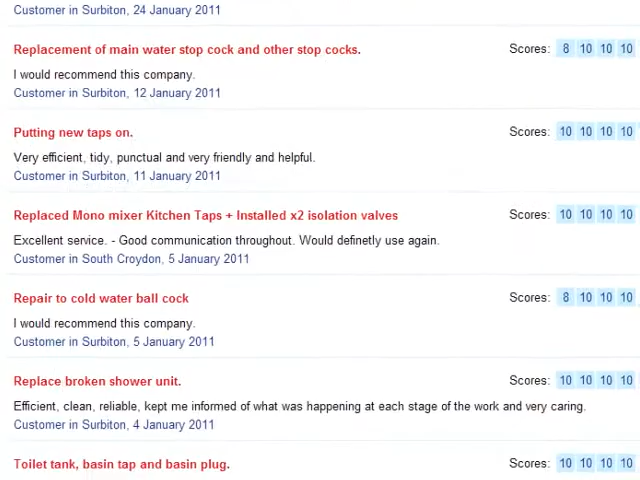 Customer in Surbiton, 24 January 2011
Replacement of main water stop cock and other stop cocks. Scores: 8 10 10 10
I would recommend this company.
Customer in Surbiton, 12 January 2011
Putting new taps on. Scores: 10 10 10 10
Very efficient, tidy, punctual and very friendly and helpful.
Customer in Surbiton, 11 January 2011
Replaced Mono mixer Kitchen Taps + Installed x2 isolation valves Scores: 10 10 10 10
Excellent service. - Good communication throughout. Would definetly use again.
Customer in South Croydon, 5 January 2011
Repair to cold water ball cock Scores: 8 10 10 10
I would recommend this company.
Customer in Surbiton, 5 January 2011
Replace broken shower unit. Scores: 10 10 10 10
Efficient, clean, reliable, kept me informed of what was happening at each stage of the work and very caring.
Customer in Surbiton, 4 January 2011
Toilet tank, basin tap and basin plug. Scores: 10 10 10 10